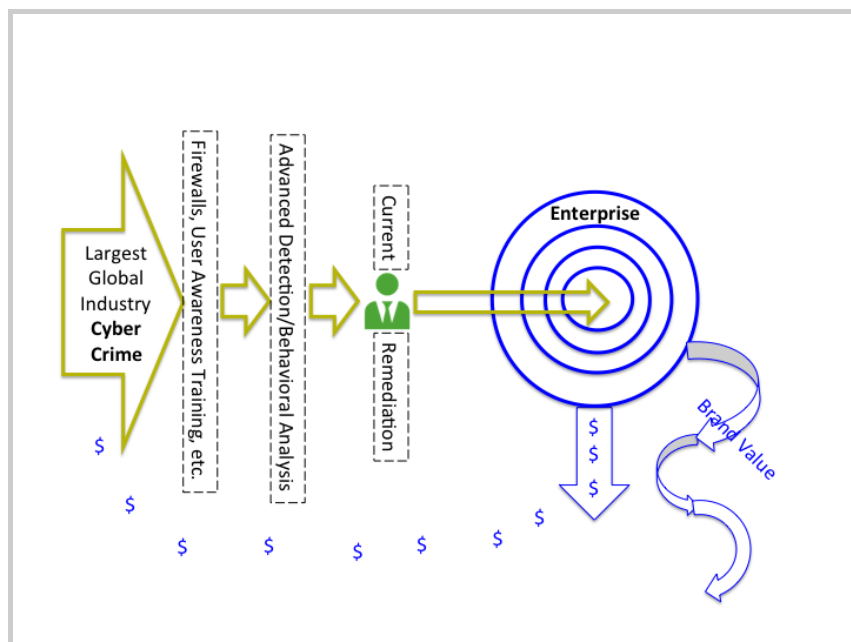 Largest
Global
Industry
Cyber
Crime
Firewalls, User Awareness Training, etc.
Advanced Detection/Behavioral Analysis
Current
Remediation
Enterprise
Brand Value
$
$
$
$
$
$
$
$
$
$
$